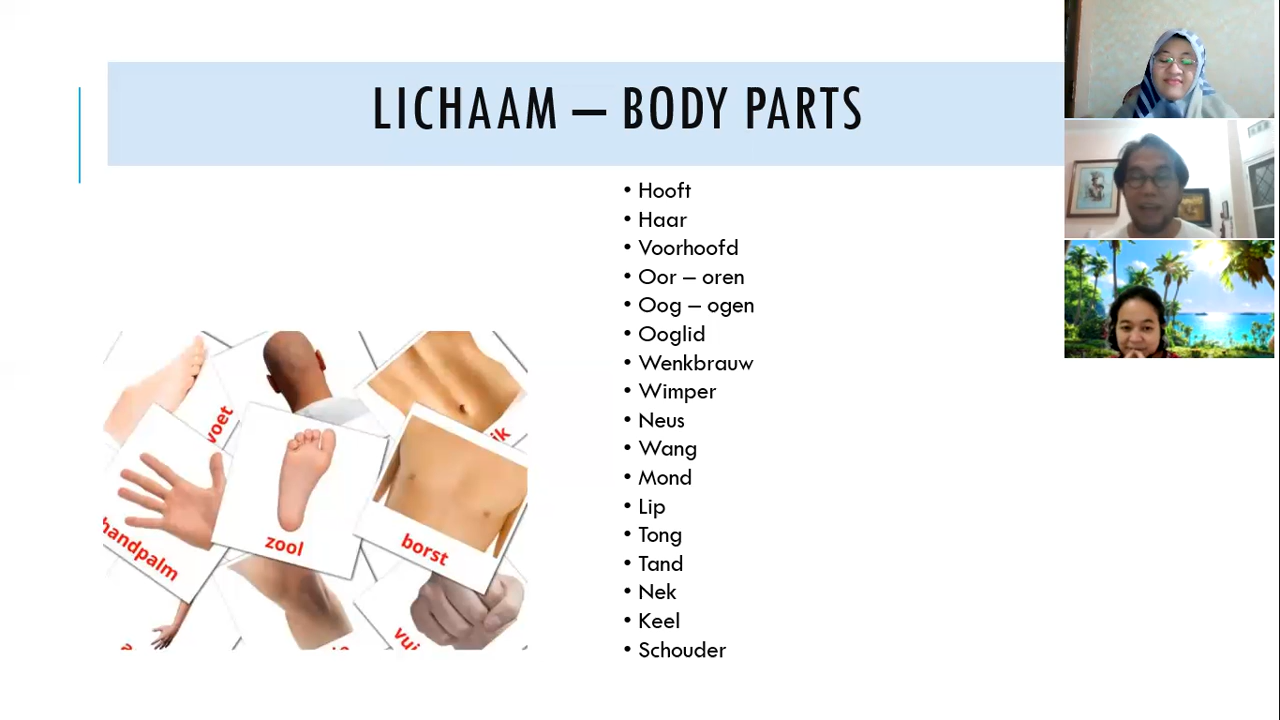 LICHAAM – BODY PARTS
• Hooft
• Haar
• Voorhoofd
• Oor – oren
• Oog – ogen
• Ooglid
• Wenkbrauw
• Wimper
• Neus
• Wang
• Mond
• Lip
• Tong
• Tand
• Nek
• Keel
• Schouder
voet
handpalm
zool
borst